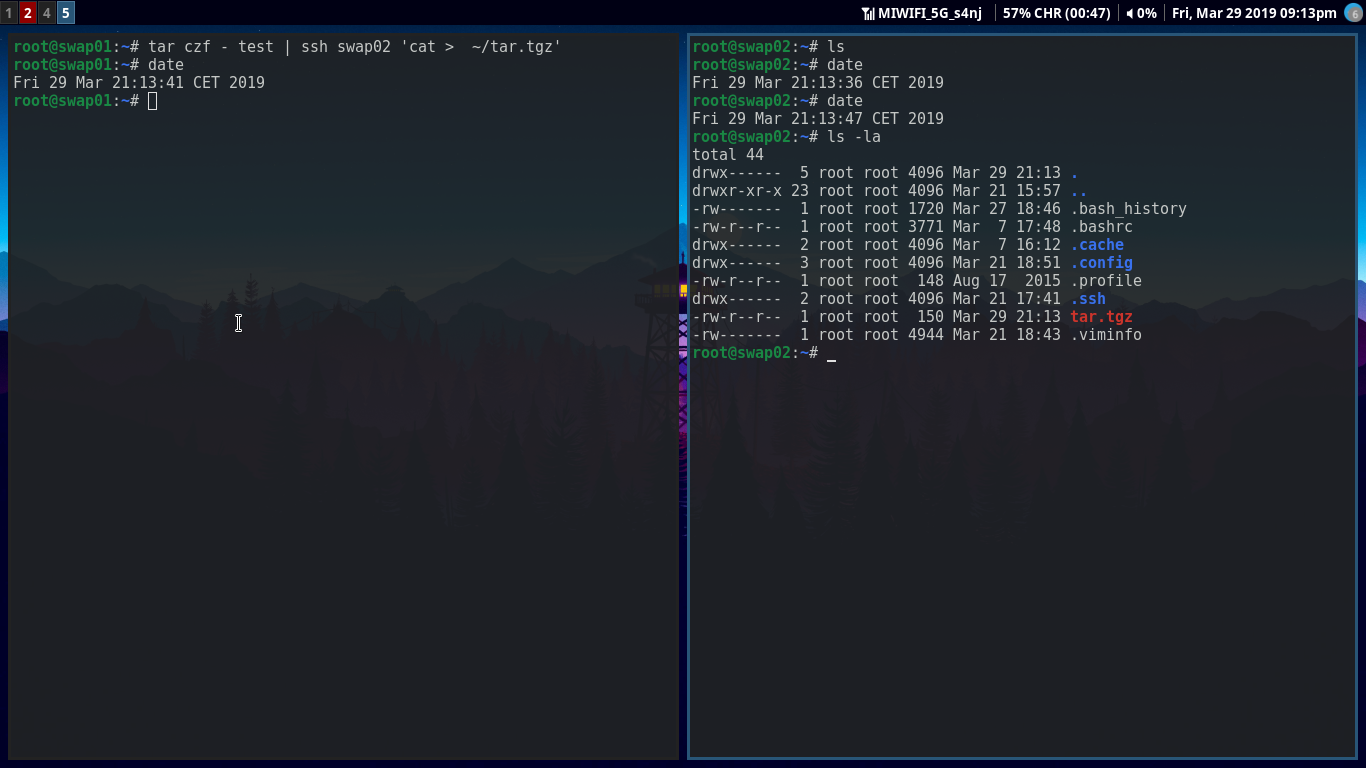 1 2 4 5
MIWIFI_5G_s4nj 57% CHR (00:47) 0% Fri, Mar 29 2019 09:13pm 6
root@swap01:~# tar czf - test | ssh swap02 'cat >  ~/tar.tgz'
root@swap01:~# date
Fri 29 Mar 21:13:41 CET 2019
root@swap01:~#
root@swap02:~# ls
root@swap02:~# date
Fri 29 Mar 21:13:36 CET 2019
root@swap02:~# date
Fri 29 Mar 21:13:47 CET 2019
root@swap02:~# ls -la
total 44
drwx------  5 root root 4096 Mar 29 21:13 .
drwxr-xr-x 23 root root 4096 Mar 21 15:57 ..
-rw-------  1 root root 1720 Mar 27 18:46 .bash_history
-rw-r--r--  1 root root 3771 Mar  7 17:48 .bashrc
drwx------  2 root root 4096 Mar  7 16:12 .cache
drwx------  3 root root 4096 Mar 21 18:51 .config
-rw-r--r--  1 root root  148 Aug 17  2015 .profile
drwx------  2 root root 4096 Mar 21 17:41 .ssh
-rw-r--r--  1 root root  150 Mar 29 21:13 tar.tgz
-rw-------  1 root root 4944 Mar 21 18:43 .viminfo
root@swap02:~# _